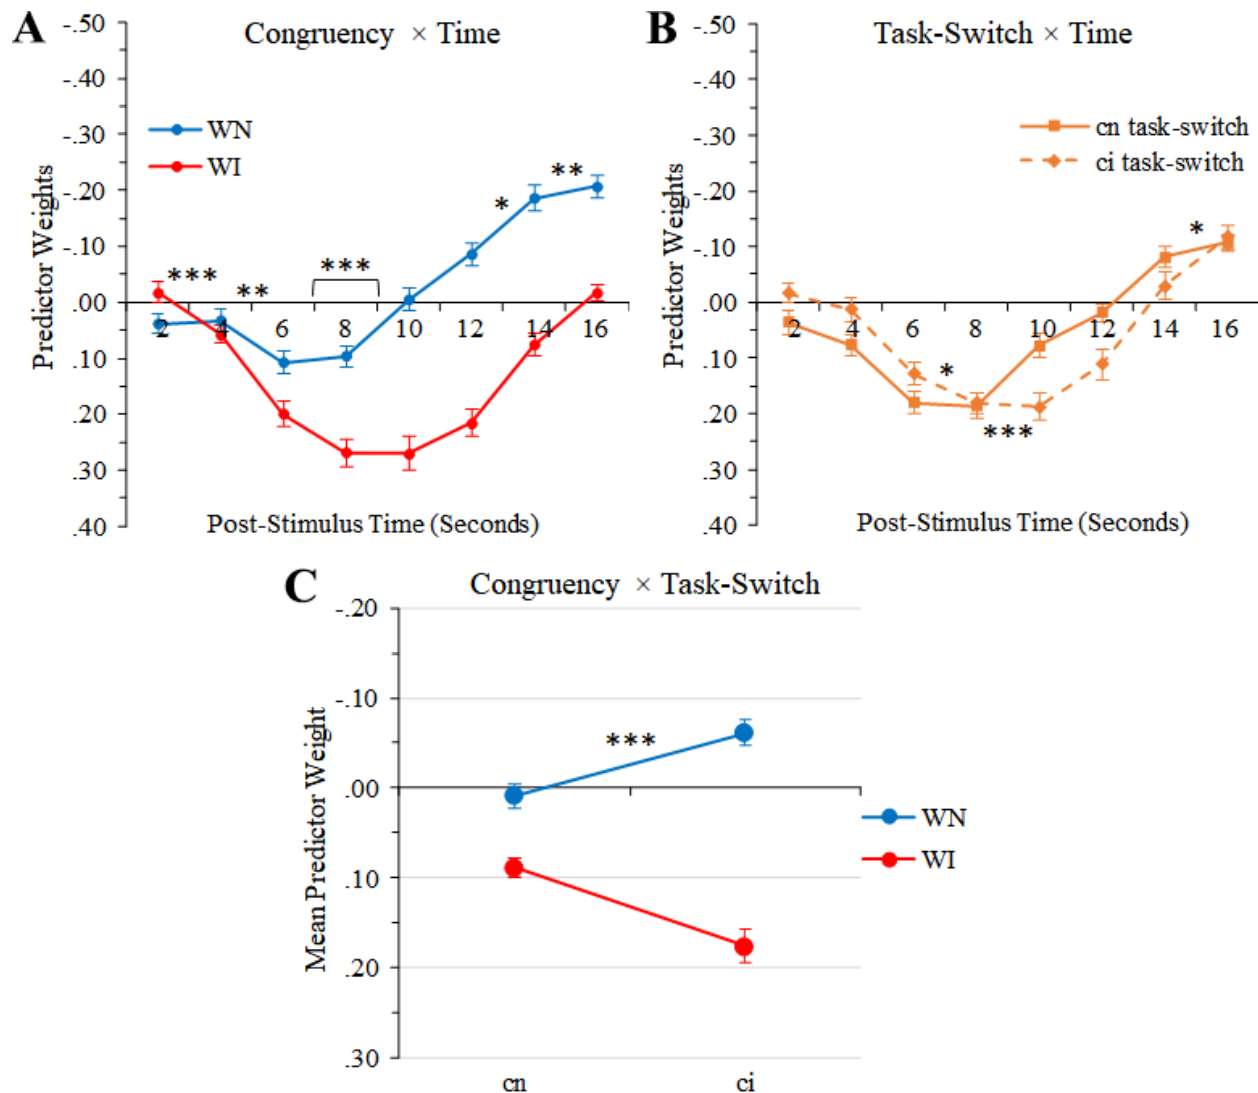 A
Congruency × Time
-.50
-.40
-.30
-.20
-.10
.00
.10
.20
.30
.40
Predictor Weights
WN
WI
***
**
***
*
**
2 4 6 8 10 12 14 16
Post-Stimulus Time (Seconds)
B
Task-Switch × Time
-.50
-.40
-.30
-.20
-.10
.00
.10
.20
.30
.40
Predictor Weights
cn task-switch
ci task-switch
*
***
*
2 4 6 8 10 12 14 16
Post-Stimulus Time (Seconds)
C
Congruency × Task-Switch
-.20
-.10
.00
.10
.20
.30
Mean Predictor Weight
***
WN
WI
cn ci